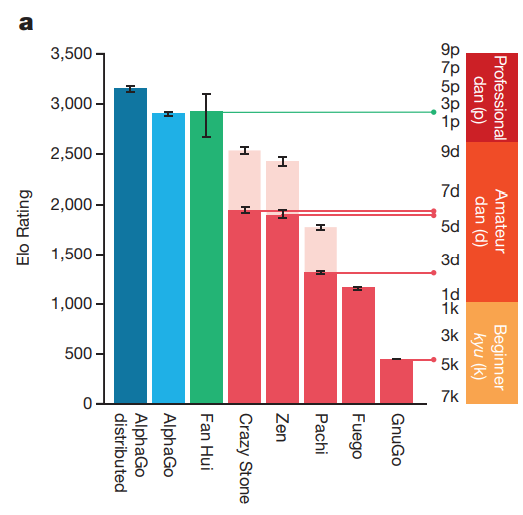 a
Elo Rating
3,500
3,000
2,500
2,000
1,500
1,000
500
0
AlphaGo
distributed
AlphaGo
Fan Hui
Crazy Stone
Zen
Pachi
Fuego
GnuGo
9p
7p
5p
3p
1p
9d
7d
5d
3d
1d
1k
3k
5k
7k
Professional
dan (p)
Amateur
dan (d)
Beginner
kyu (k)